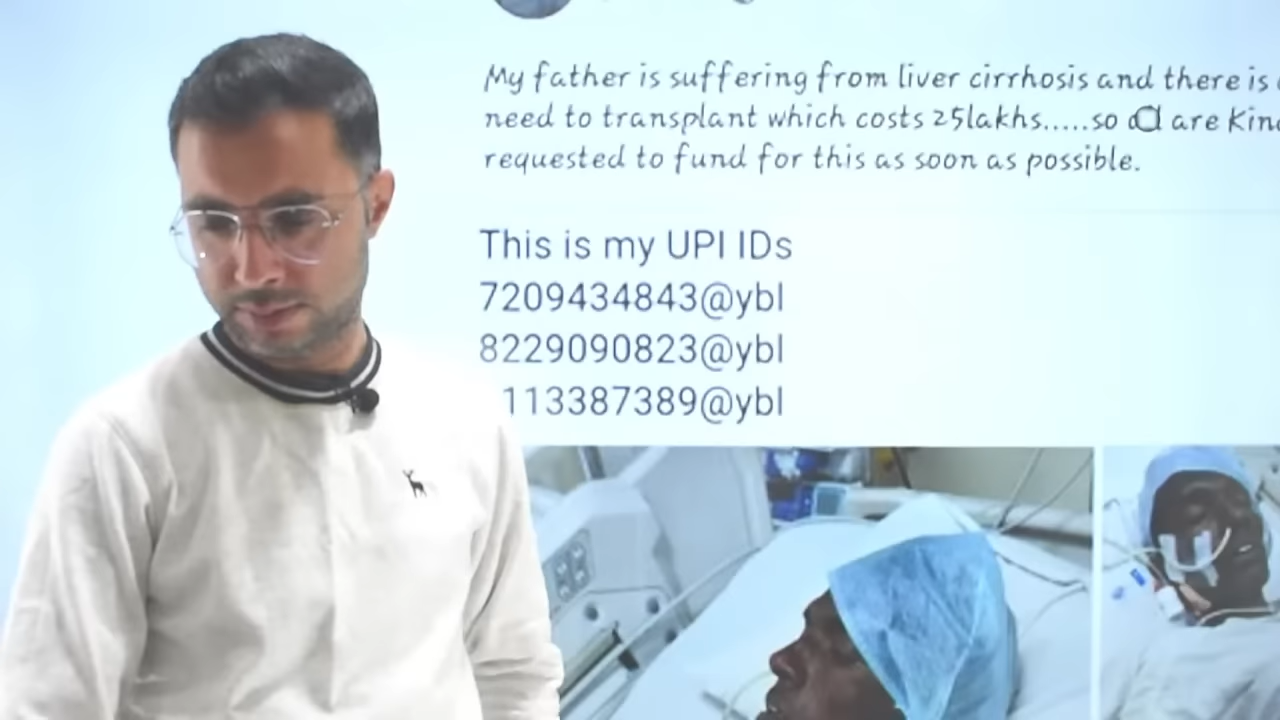 My father is suffering from liver cirrhosis and there is
need to transplant which costs 25lakhs.....so all are
requested to fund for this as soon as possible.
This is my UPI IDs
7209434843@ybl
8229090823@ybl
113387389@ybl